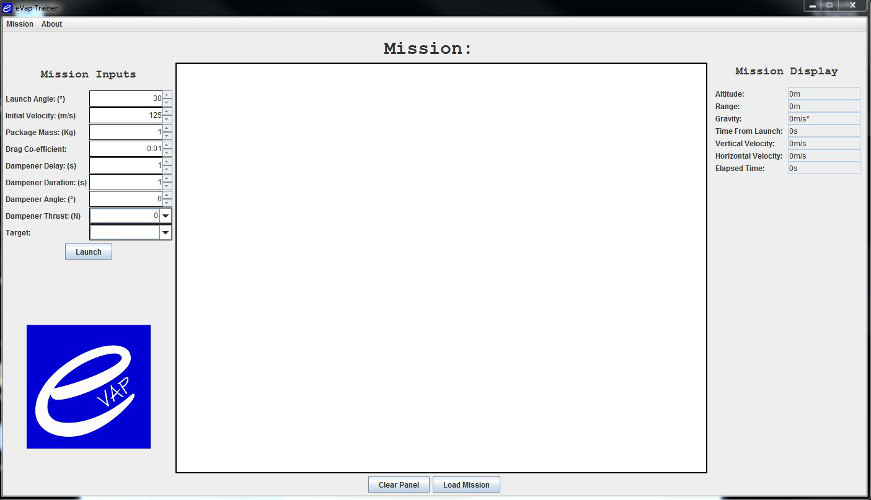 eVap Trainer
Mission About
Mission:
Mission Inputs
Launch Angle: (°) 30
Initial Velocity: (m/s) 125
Package Mass: (Kg) 1
Drag Co-efficient: 0.01
Dampener Delay: (s) 1
Dampener Duration: (s) 1
Dampener Angle: (°) 0
Dampener Thrust: (N) 0
Target:
Launch
e VAP
Clear Panel Load Mission
Mission Display
Altitude: 0m
Range: 0m
Gravity: 0m/s²
Time From Launch: 0s
Vertical Velocity: 0m/s
Horizontal Velocity: 0m/s
Elapsed Time: 0s